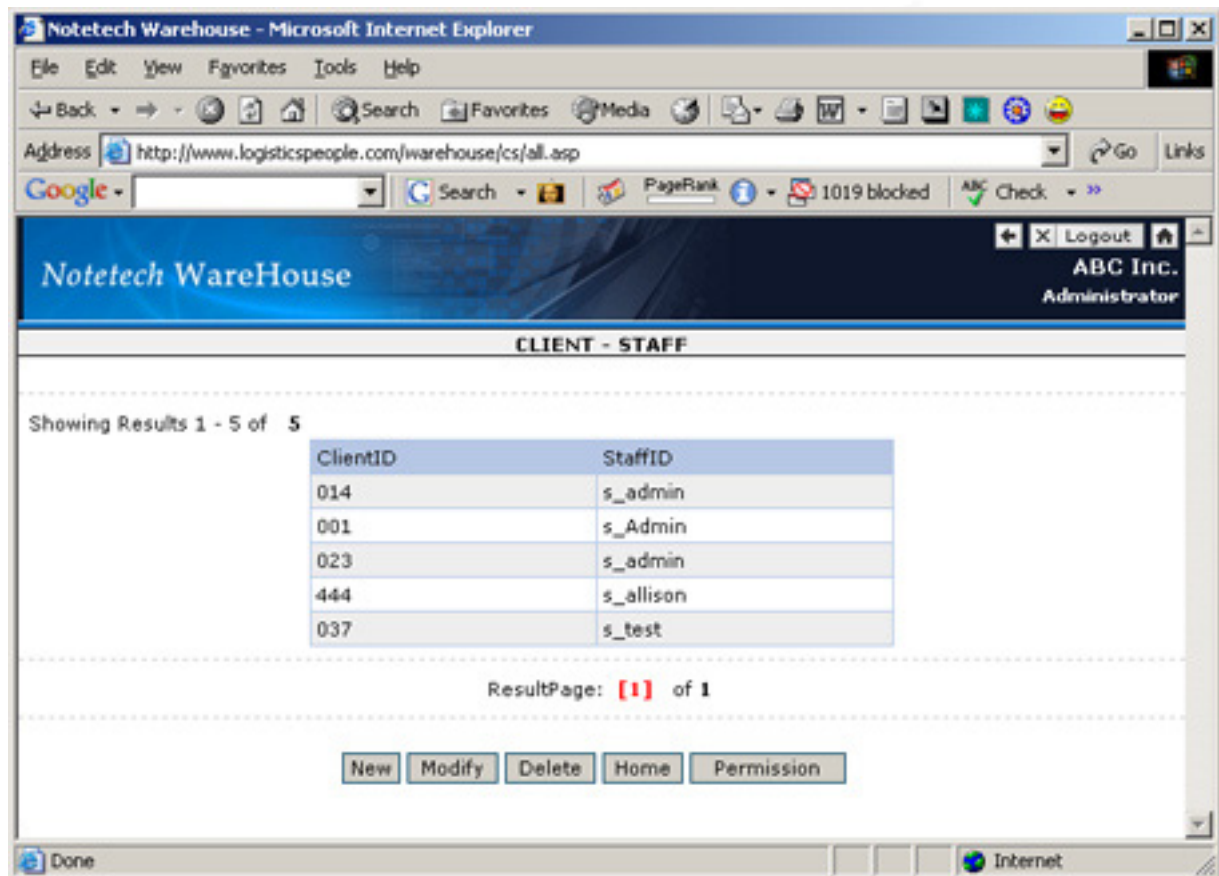 Notetech Warehouse - Microsoft Internet Explorer
File Edit View Favorites Tools Help
Back Search Favorites Media
Address http://www.logisticspeople.com/warehouse/cs/all.asp Go Links
Google Search PageRank 1019 blocked ABC Check »
X Logout
Notetech WareHouse
ABC Inc.
Administrator
CLIENT - STAFF
Showing Results 1 - 5 of 5
ClientID StaffID
014 s_admin
001 s_Admin
023 s_admin
444 s_allison
037 s_test
ResultPage: [1] of 1
New Modify Delete Home Permission
Done Internet